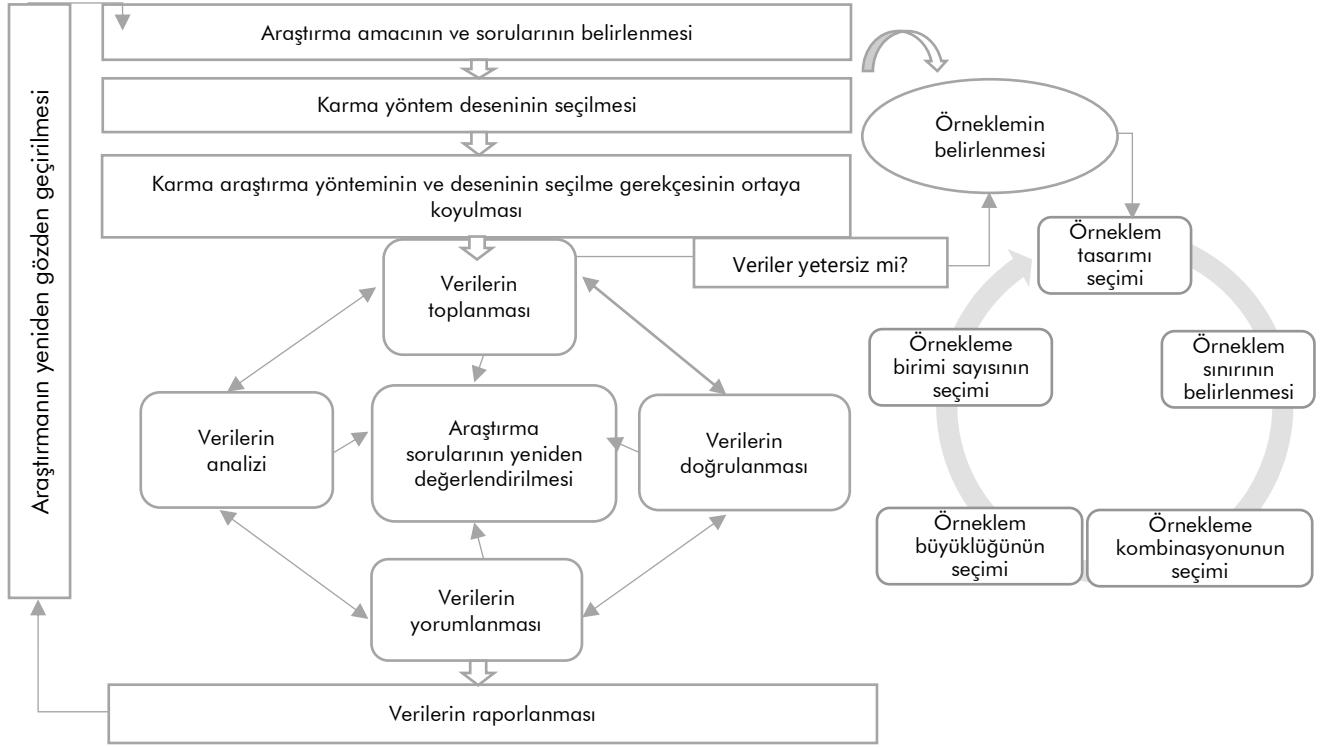 Araştırmanın yeniden gözden geçirilmesi
Araştırma amacının ve sorularının belirlenmesi
Karma yöntem deseninin seçilmesi
Karma araştırma yönteminin ve deseninin seçilme gerekçesinin ortaya
koyulması
Örneklemin
belirlenmesi
Veriler yetersiz mi?
Verilerin
toplanması
Verilerin
analizi
Araştırma
sorularının yeniden
değerlendirilmesi
Verilerin
doğrulanması
Verilerin
yorumlanması
Verilerin raporlanması
Örneklem
tasarımı
seçimi
Örneklem
sınırının
belirlenmesi
Örnekleme
kombinasyonunun
seçimi
Örneklem
büyüklüğünün
seçimi
Örnekleme
birimi sayısının
seçimi